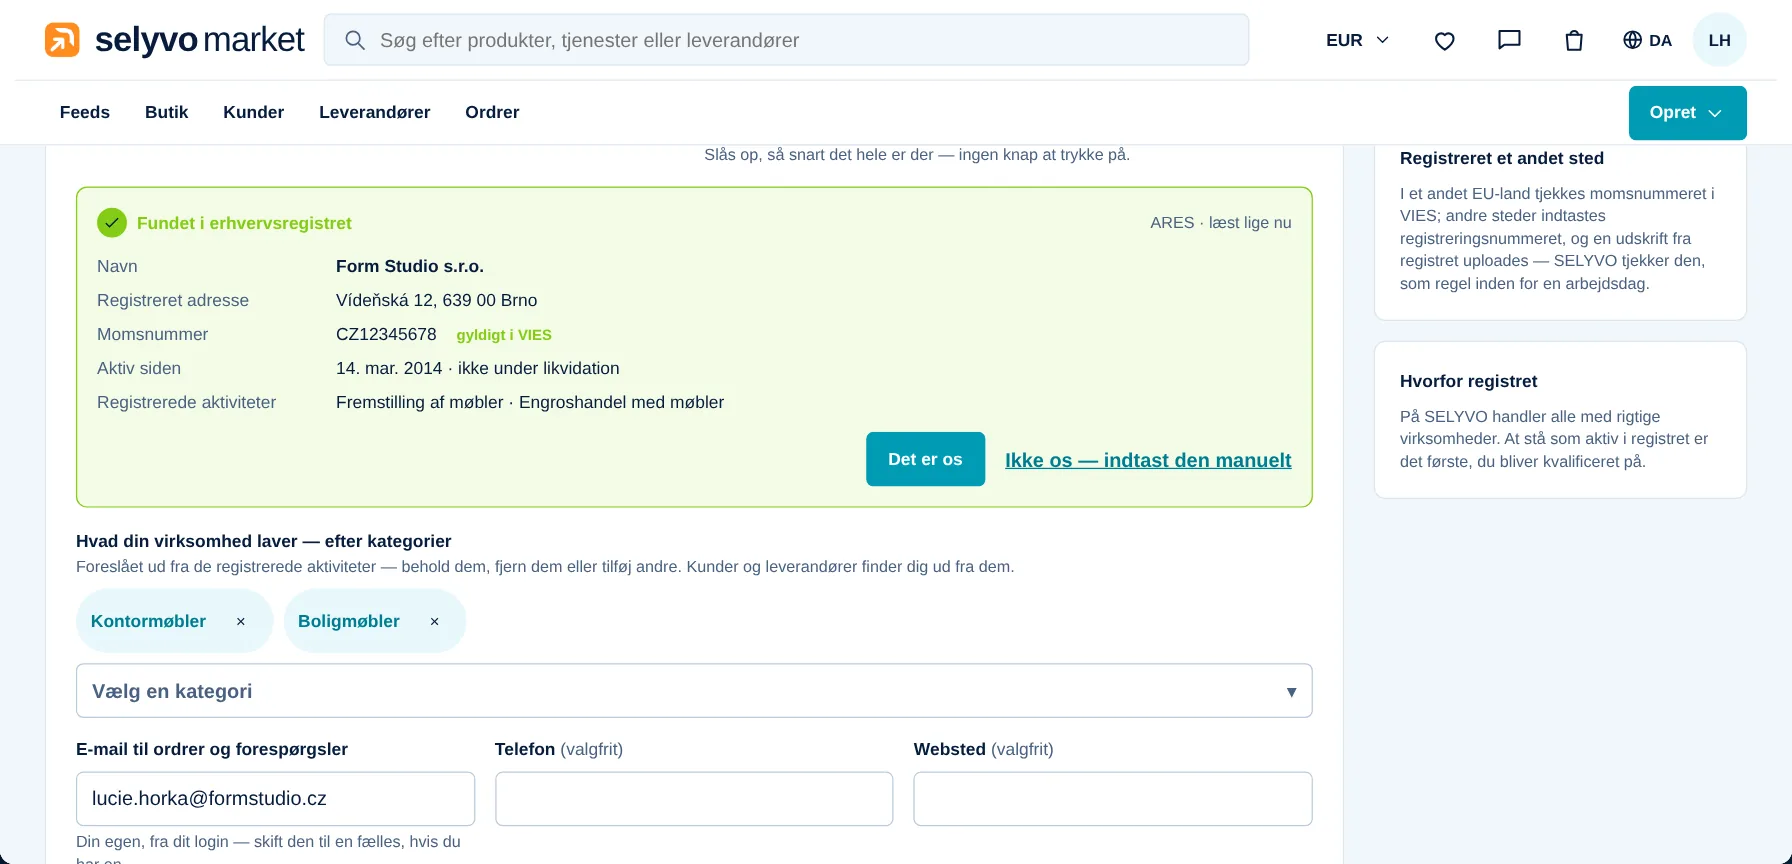 selyvo market
Søg efter produkter, tjenester eller leverandører
EUR
DA
LH
Feeds
Butik
Kunder
Leverandører
Ordrer
Opret
Slås op, så snart det hele er der — ingen knap at trykke på.
Fundet i erhvervsregistret
ARES · læst lige nu
Navn Form Studio s.r.o.
Registreret adresse Vídeňská 12, 639 00 Brno
Momsnummer CZ12345678 gyldigt i VIES
Aktiv siden 14. mar. 2014 · ikke under likvidation
Registrerede aktiviteter Fremstilling af møbler · Engroshandel med møbler
Det er os
Ikke os — indtast den manuelt
Hvad din virksomhed laver — efter kategorier
Foreslået ud fra de registrerede aktiviteter — behold dem, fjern dem eller tilføj andre. Kunder og leverandører finder dig ud fra dem.
Kontormøbler ×
Boligmøbler ×
Vælg en kategori ▼
E-mail til ordrer og forespørgsler
lucie.horka@formstudio.cz
Din egen, fra dit login — skift den til en fælles, hvis du
har en.
Telefon (valgfrit)
Websted (valgfrit)
Registreret et andet sted
I et andet EU-land tjekkes momsnummeret i
VIES; andre steder indtastes
registreringsnummeret, og en udskrift fra
registret uploades — SELYVO tjekker den,
som regel inden for en arbejdsdag.
Hvorfor registret
På SELYVO handler alle med rigtige
virksomheder. At stå som aktiv i registret er
det første, du bliver kvalificeret på.